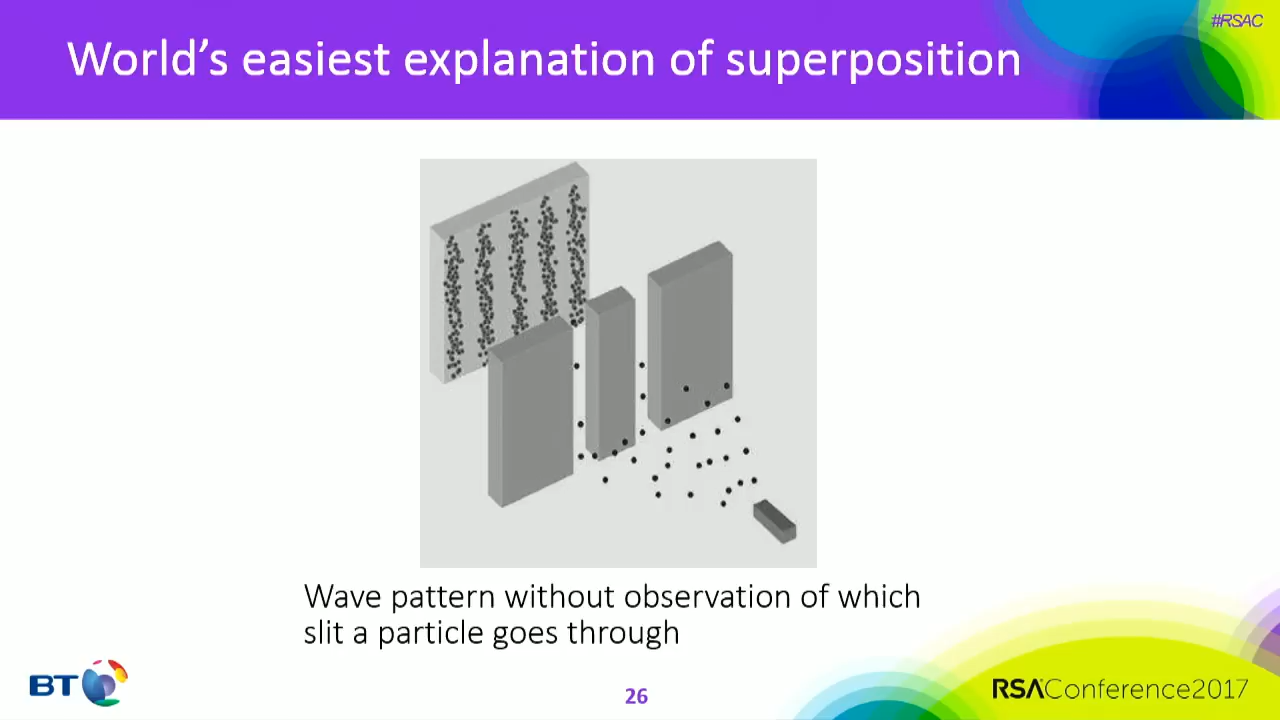 #RSAC
World's easiest explanation of superposition
Wave pattern without observation of which
slit a particle goes through
BT
26
RSAConference2017